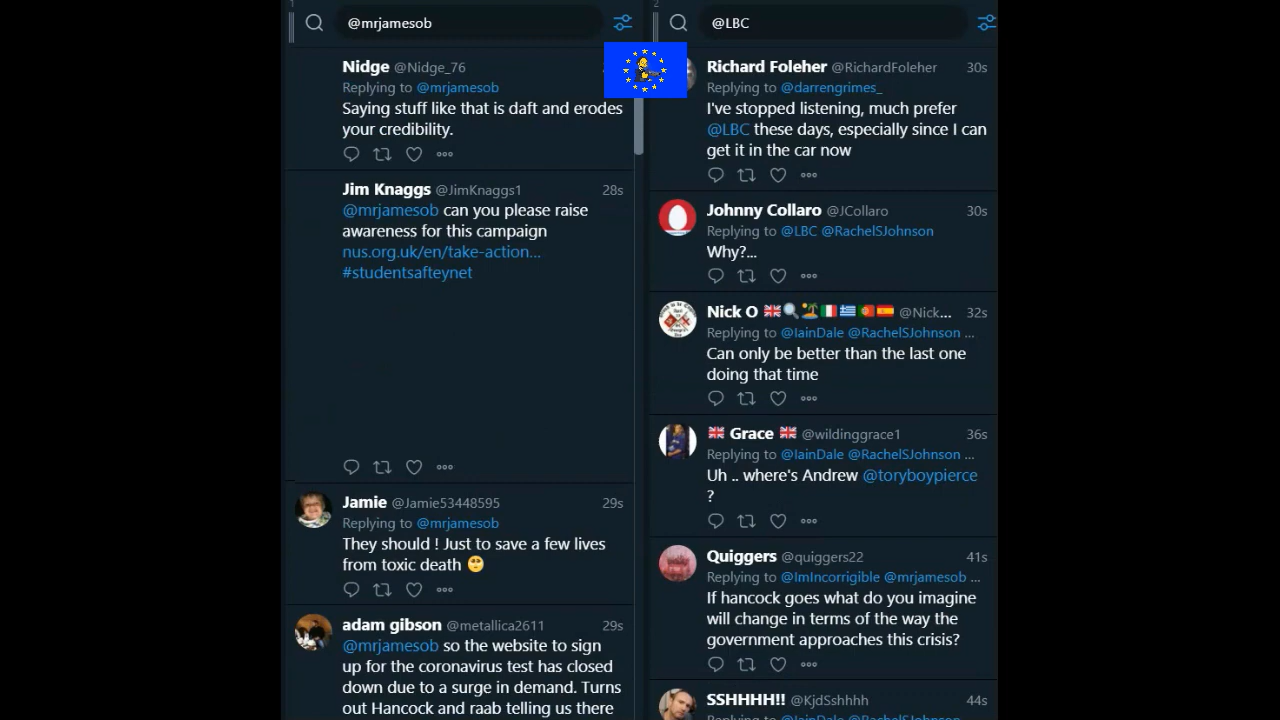 1
@mrjamesob
Nidge @Nidge_76
Replying to @mrjamesob
Saying stuff like that is daft and erodes
your credibility.
Jim Knaggs @JimKnaggs1 28s
@mrjamesob can you please raise
awareness for this campaign
nus.org.uk/en/take-action...
#studentsafteynet
Jamie @Jamie53448595 29s
Replying to @mrjamesob
They should ! Just to save a few lives
from toxic death
adam gibson @metallica2611 29s
@mrjamesob so the website to sign
up for the coronavirus test has closed
down due to a surge in demand. Turns
out Hancock and raab telling us there
2
@LBC
Richard Foleher @RichardFoleher 30s
Replying to @darrengrimes_
I've stopped listening, much prefer
@LBC these days, especially since I can
get it in the car now
Johnny Collaro @JCollaro 30s
Replying to @LBC @RachelSJohnson
Why?...
Nick O @Nick... 32s
Replying to @IainDale @RachelSJohnson ...
Can only be better than the last one
doing that time
Grace @wildinggrace1 36s
Replying to @IainDale @RachelSJohnson ...
Uh .. where's Andrew @toryboypierce
?
Quiggers @quiggers22 41s
Replying to @ImIncorrigible @mrjamesob ...
If hancock goes what do you imagine
will change in terms of the way the
government approaches this crisis?
SSHHHH!! @KjdSshhhh 44s
Replying to @IainDale @RachelSJohnson ...